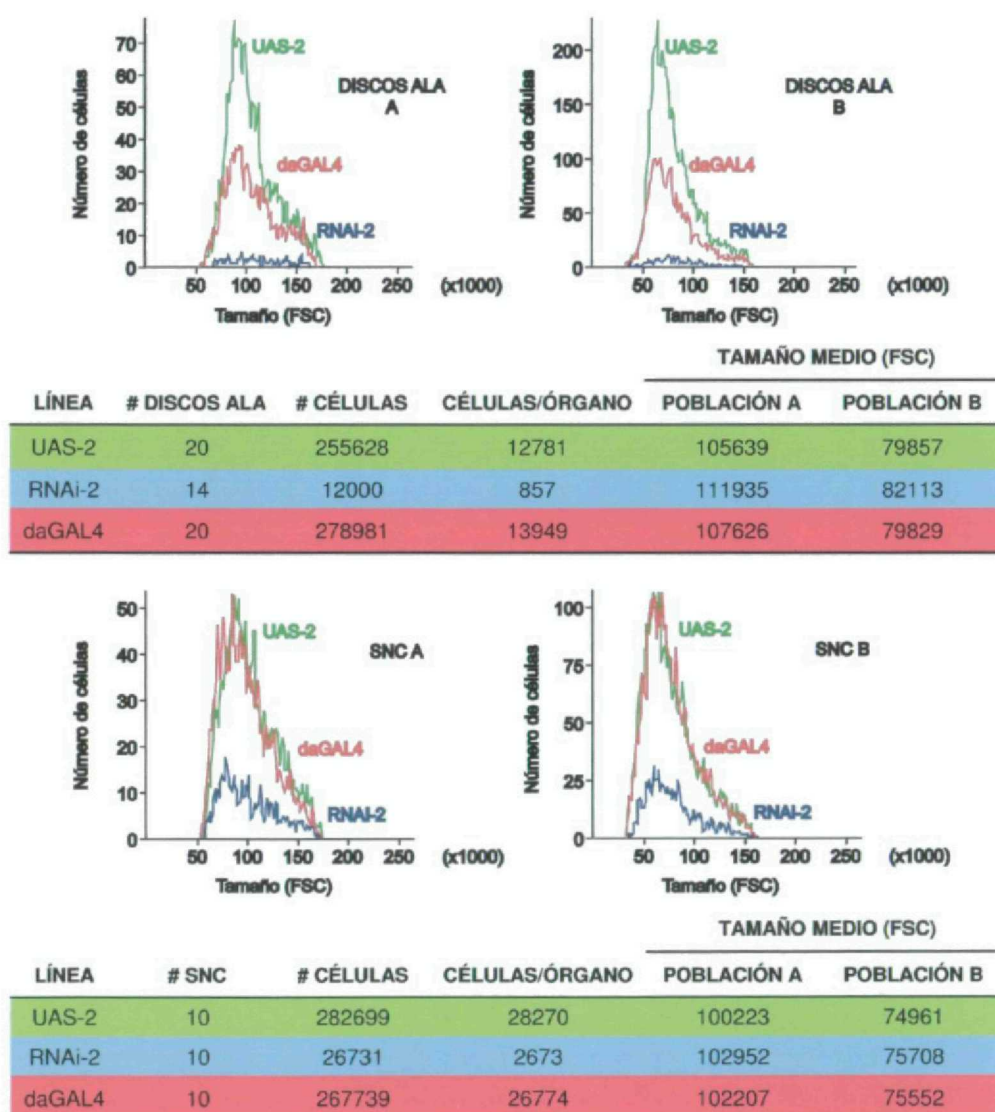 70
60
50
40
30
20
10
0
Número de células
UAS-2
DISCOS ALA
A
daGAL4
RNAi-2
50 100 150 200 250 (x1000)
Tamaño (FSC)
200
150
100
50
0
Número de células
UAS-2
DISCOS ALA
B
daGAL4
RNAi-2
50 100 150 200 250 (x1000)
Tamaño (FSC)
TAMAÑO MEDIO (FSC)
LÍNEA # DISCOS ALA # CÉLULAS CÉLULAS/ÓRGANO POBLACIÓN A POBLACIÓN B
UAS-2 20 255628 12781 105639 79857
RNAi-2 14 12000 857 111935 82113
daGAL4 20 278981 13949 107626 79829
50
40
30
20
10
0
Número de células
UAS-2
SNC A
daGAL4
RNAi-2
50 100 150 200 250 (x1000)
Tamaño (FSC)
100
75
50
25
0
Número de células
UAS-2
SNC B
daGAL4
RNAi-2
50 100 150 200 250 (x1000)
Tamaño (FSC)
TAMAÑO MEDIO (FSC)
LÍNEA # SNC # CÉLULAS CÉLULAS/ÓRGANO POBLACIÓN A POBLACIÓN B
UAS-2 10 282699 28270 100223 74961
RNAi-2 10 26731 2673 102952 75708
daGAL4 10 267739 26774 102207 75552